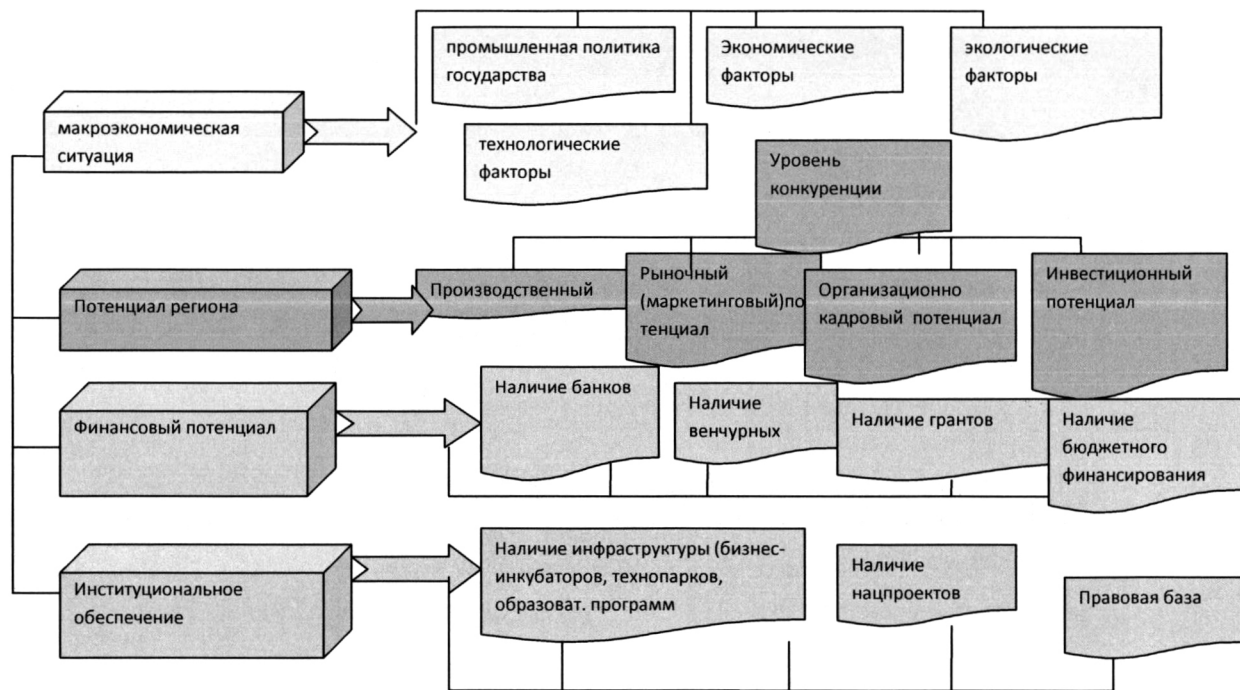 промышленная политика
государства
Экономические
факторы
экологические
факторы
макроэкономическая
ситуация
технологические
факторы
Уровень
конкуренции
Потенциал региона
Производственный
Рыночный
(маркетинговый)по
тенциал
Организационно
кадровый потенциал
Инвестиционный
потенциал
Финансовый потенциал
Наличие банков
Наличие
венчурных
Наличие грантов
Наличие
бюджетного
финансирования
Институциональное
обеспечение
Наличие инфраструктуры (бизнес-
инкубаторов, технопарков,
образоват. программ
Наличие
нацпроектов
Правовая база